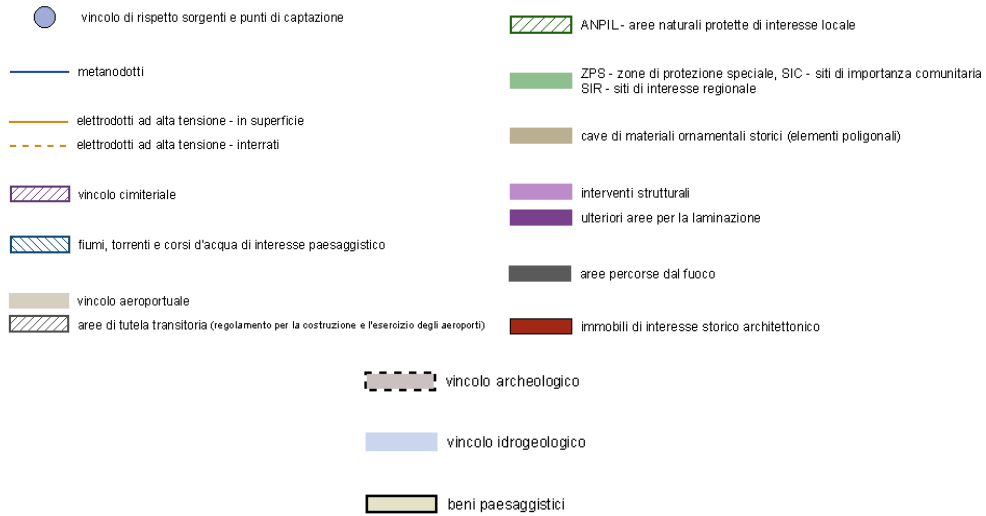 vincolo di rispetto sorgenti e punti di captazione
metanodotti
elettrodotti ad alta tensione - in superficie
elettrodotti ad alta tensione - interrati
vincolo cimiteriale
fiumi, torrenti e corsi d'acqua di interesse paesaggistico
vincolo aeroportuale
aree di tutela transitoria (regolamento per la costruzione e l'esercizio degli aeroporti)
ANPIL - aree naturali protette di interesse locale
ZPS - zone di protezione speciale, SIC - siti di importanza comunitaria
SIR - siti di interesse regionale
cave di materiali ornamentali storici (elementi poligonali)
interventi strutturali
ulteriori aree per la laminazione
aree percorse dal fuoco
immobili di interesse storico architettonico
vincolo archeologico
vincolo idrogeologico
beni paesaggistici